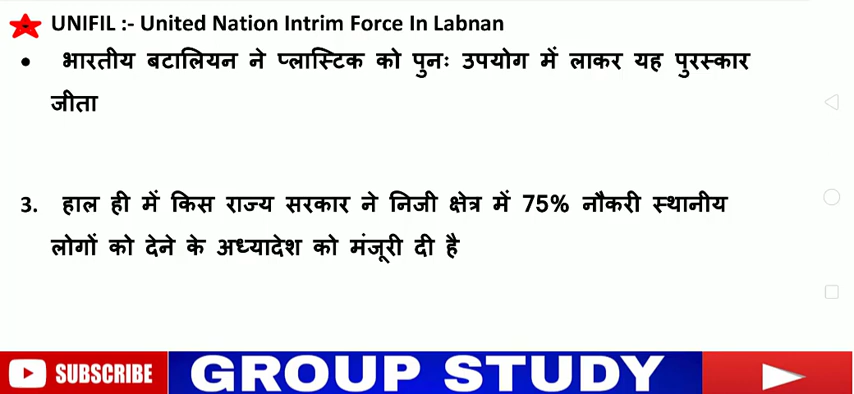 UNIFIL :- United Nation Intrim Force In Labnan
• भारतीय बटालियन ने प्लास्टिक को पुनः उपयोग में लाकर यह पुरस्कार
जीता
3. हाल ही में किस राज्य सरकार ने निजी क्षेत्र में 75% नौकरी स्थानीय
लोगों को देने के अध्यादेश को मंजूरी दी है
SUBSCRIBE GROUP STUDY